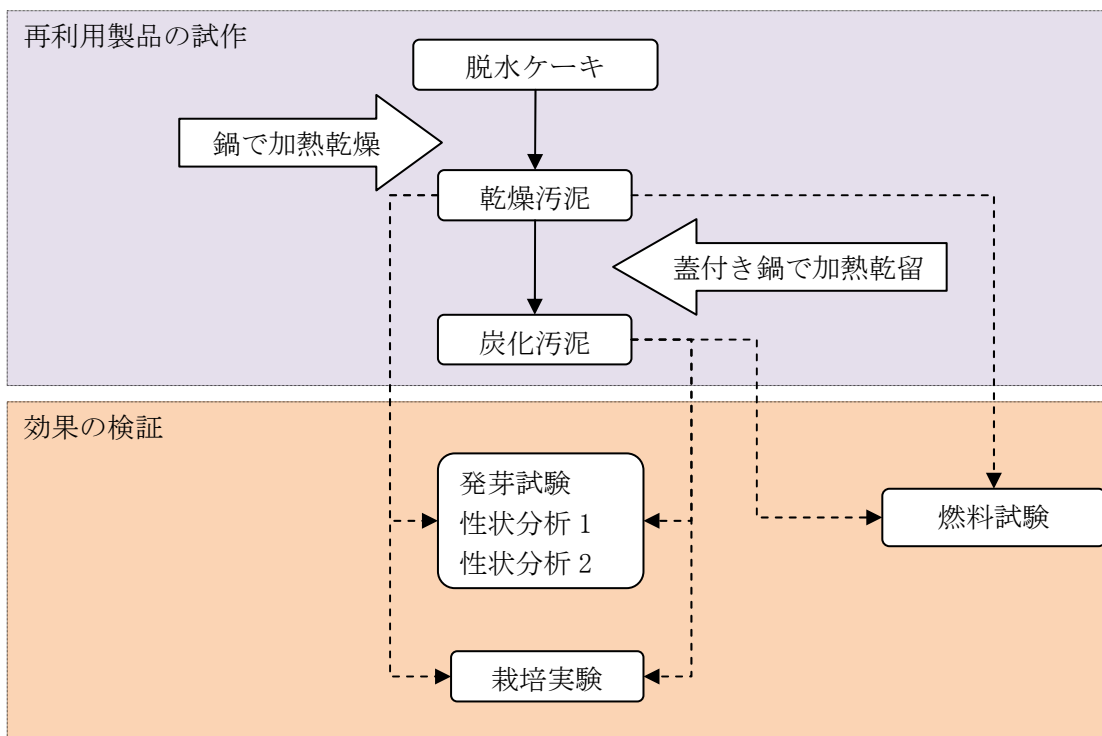 再利用製品の試作
脱水ケーキ
鍋で加熱乾燥
乾燥汚泥
蓋付き鍋で加熱乾留
炭化汚泥
効果の検証
発芽試験
性状分析 1
性状分析 2
燃料試験
栽培実験